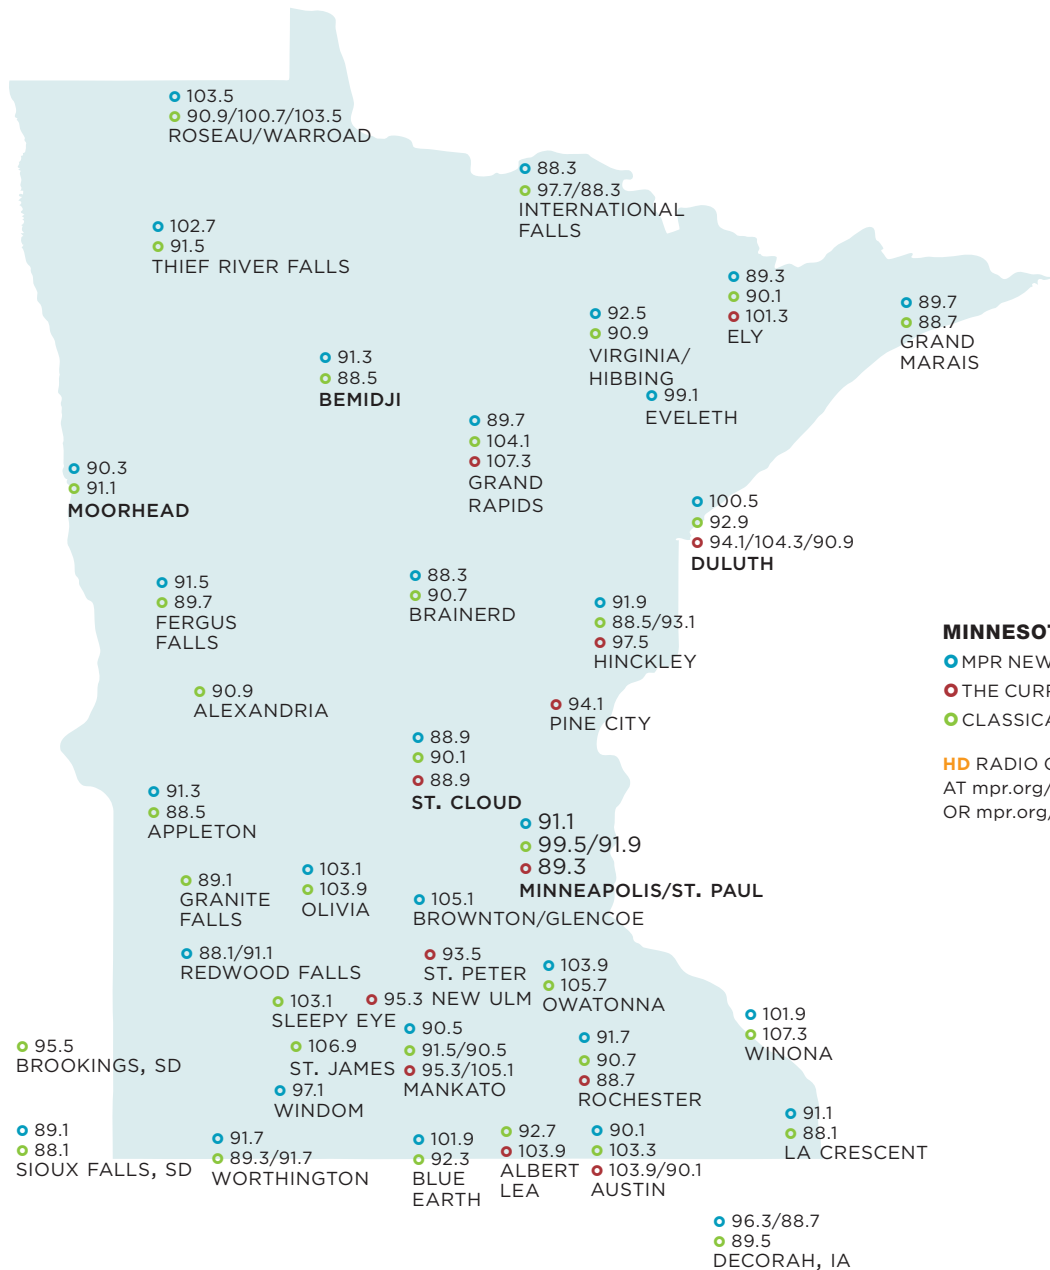 103.5
90.9/100.7/103.5
ROSEAU/WARROAD
88.3
97.7/88.3
INTERNATIONAL
FALLS
102.7
91.5
THIEF RIVER FALLS
89.3
90.1
101.3
ELY
89.7
88.7
GRAND
MARAIS
92.5
90.9
VIRGINIA/
HIBBING
99.1
EVELETH
91.3
88.5
BEMIDJI
89.7
104.1
107.3
GRAND
RAPIDS
90.3
91.1
MOORHEAD
100.5
92.9
94.1/104.3/90.9
DULUTH
91.5
89.7
FERGUS
FALLS
88.3
90.7
BRAINERD
91.9
88.5/93.1
97.5
HINCKLEY
MINNESOT
MPR NEW
THE CURR
CLASSICA
HD RADIO
AT mpr.org/
OR mpr.org/
90.9
ALEXANDRIA
94.1
PINE CITY
88.9
90.1
88.9
ST. CLOUD
91.3
88.5
APPLETON
91.1
99.5/91.9
89.3
MINNEAPOLIS/ST. PAUL
89.1
GRANITE
FALLS
103.1
103.9
OLIVIA
105.1
BROWNTON/GLENCOE
88.1/91.1
REDWOOD FALLS
93.5
ST. PETER
103.9
105.7
OWATONNA
103.1
SLEEPY EYE
95.3 NEW ULM
101.9
107.3
WINONA
95.5
BROOKINGS, SD
106.9
ST. JAMES
90.5
91.5/90.5
95.3/105.1
MANKATO
91.7
90.7
88.7
ROCHESTER
97.1
WINDOM
91.1
88.1
LA CRESCENT
89.1
88.1
SIOUX FALLS, SD
91.7
89.3/91.7
WORTHINGTON
101.9
92.3
BLUE
EARTH
92.7
103.9
ALBERT
LEA
90.1
103.3
103.9/90.1
AUSTIN
96.3/88.7
89.5
DECORAH, IA